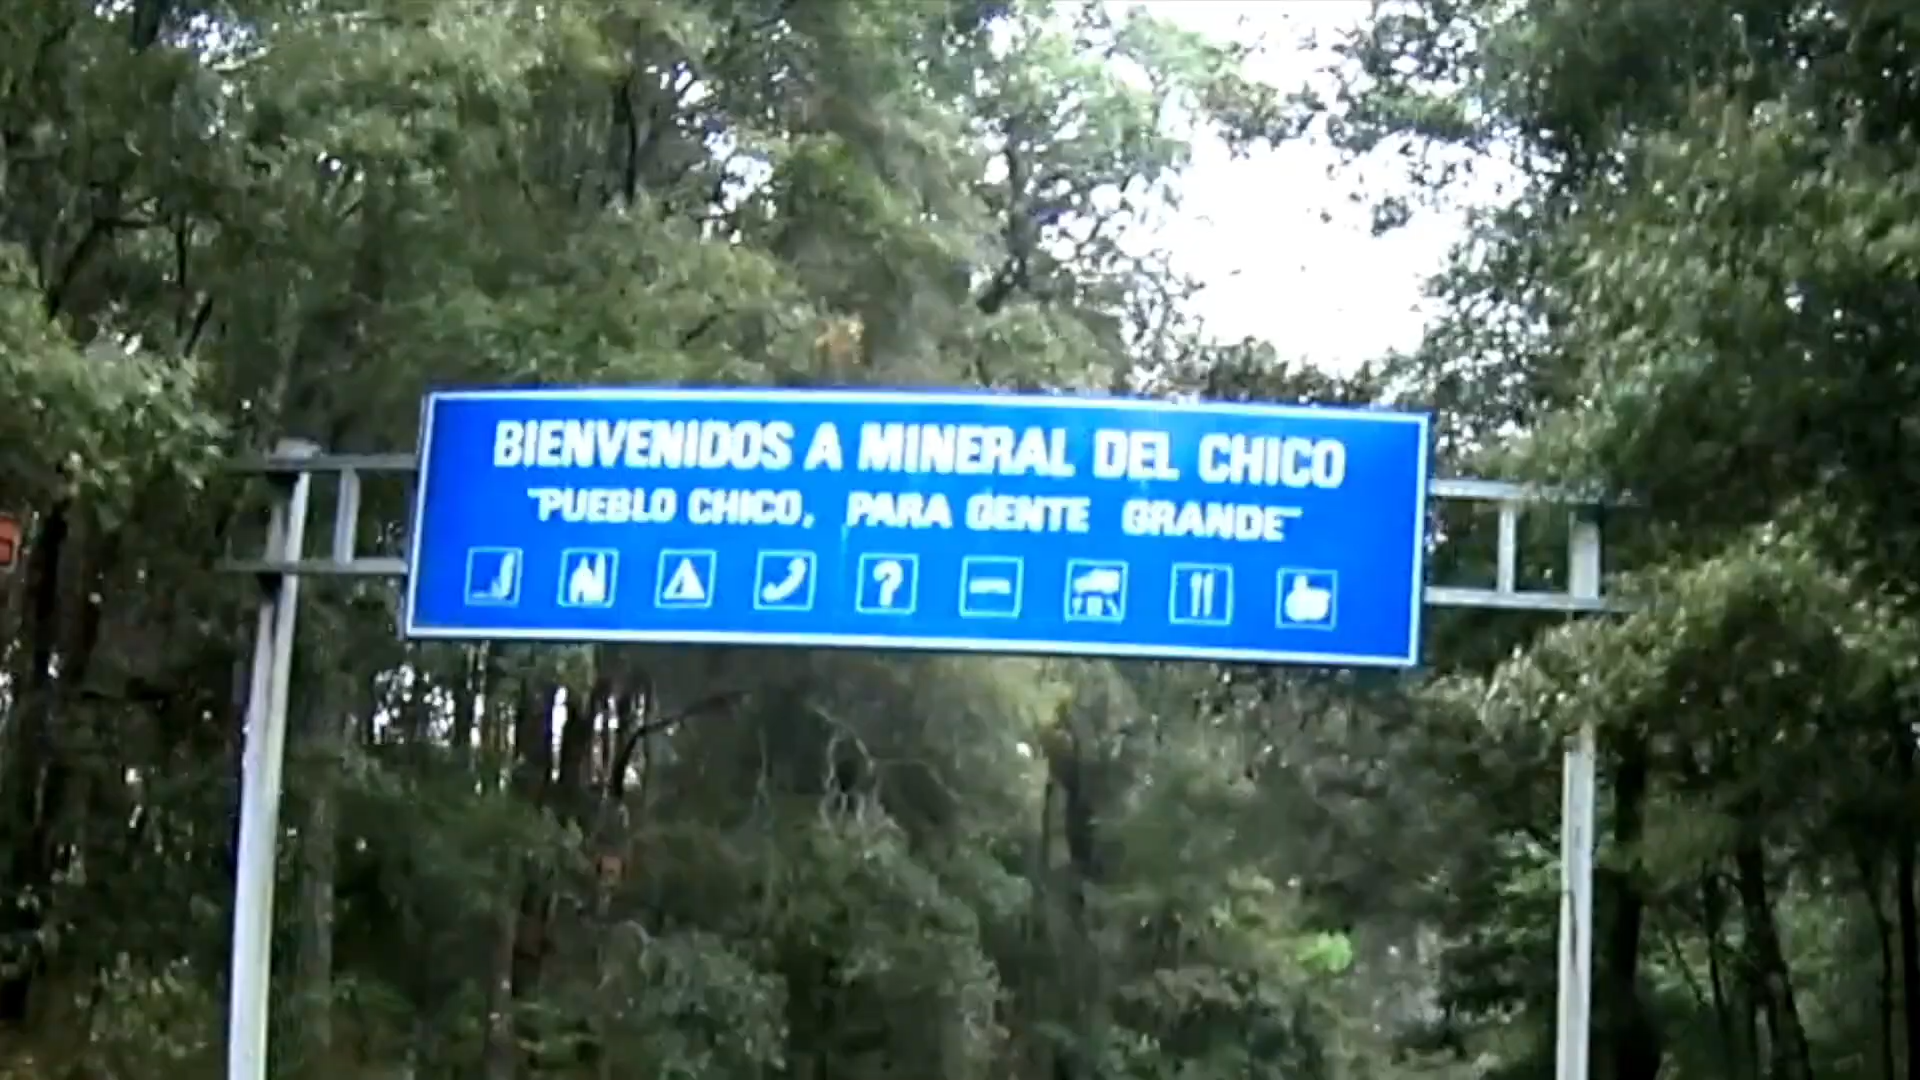 BIENVENIDOS A MINERAL DEL CHICO
"PUEBLO CHICO, PARA GENTE GRANDE"
?